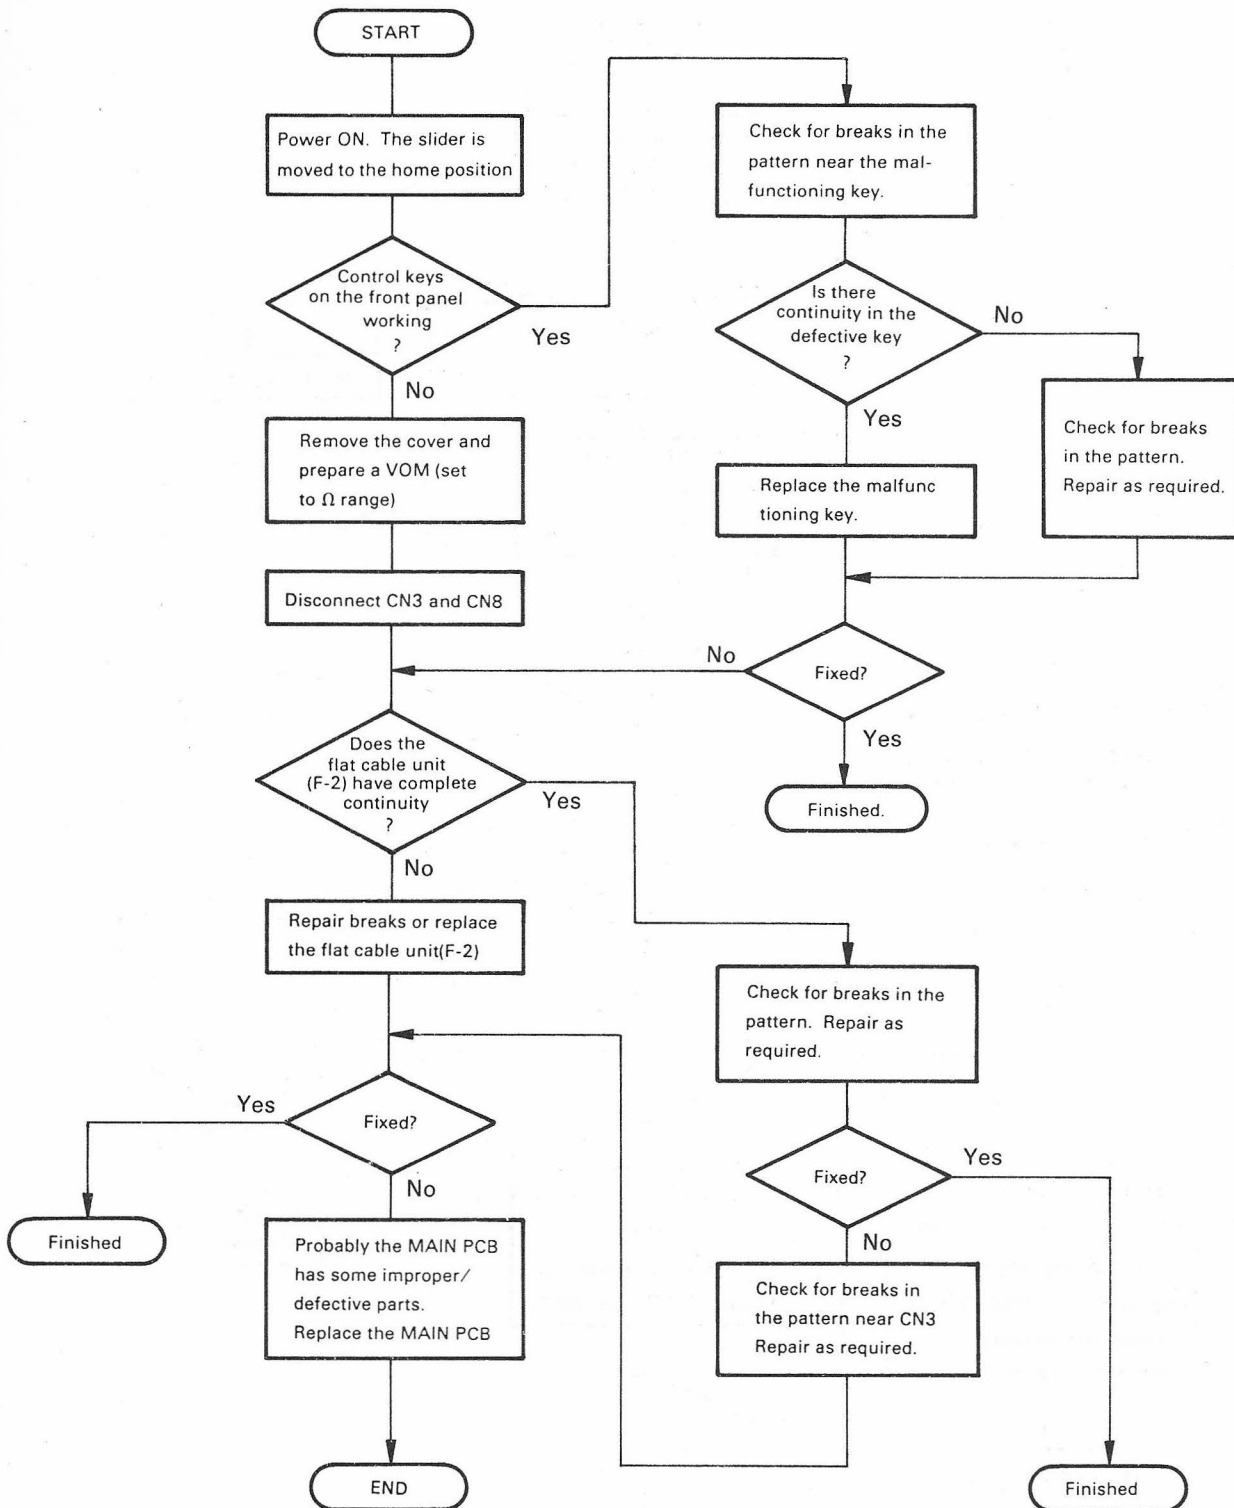 START
Power ON. The slider is
moved to the home position
Control keys
on the front panel
working
?
Yes
No
Remove the cover and
prepare a VOM (set
to Ω range)
Disconnect CN3 and CN8
Check for breaks in the
pattern near the mal-
functioning key.
Is there
continuity in the
defective key
?
No
Yes
Check for breaks
in the pattern.
Repair as required.
Replace the malfunc
tioning key.
Fixed?
No
Yes
Finished.
Does the
flat cable unit
(F-2) have complete
continuity
?
Yes
No
Repair breaks or replace
the flat cable unit(F-2)
Fixed?
Yes
No
Finished
Probably the MAIN PCB
has some improper/
defective parts.
Replace the MAIN PCB
END
Check for breaks in the
pattern. Repair as
required.
Fixed?
Yes
No
Check for breaks in
the pattern near CN3
Repair as required.
Finished